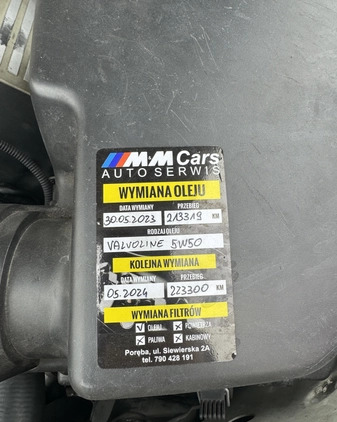 M&M Cars
AUTO SERWIS
WYMIANA OLEJU
DATA WYMIANY PRZEBIEG
30.05.2023 213319 KM
RODZAJ OLEJU
VALVOLINE 5W50
KOLEJNA WYMIANA
DATA WYMIANY PRZEBIEG
05.2024 223300 KM
WYMIANA FILTRÓW
OLEJU POWIETRZA
PALIWA KABINOWY
Poręba, ul. Siewierska 2A
tel. 790 428 191